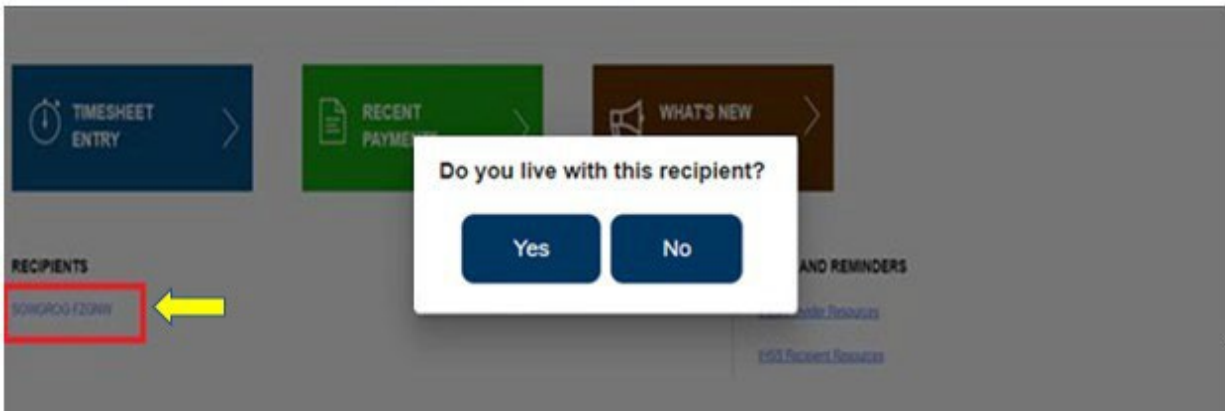 TIMESHEET
ENTRY
RECENT
WHAT'S NEW
Do you live with this recipient?
Yes
No
RECIPIENTS
AND REMINDERS
Resources
IHSS Recipient Resources